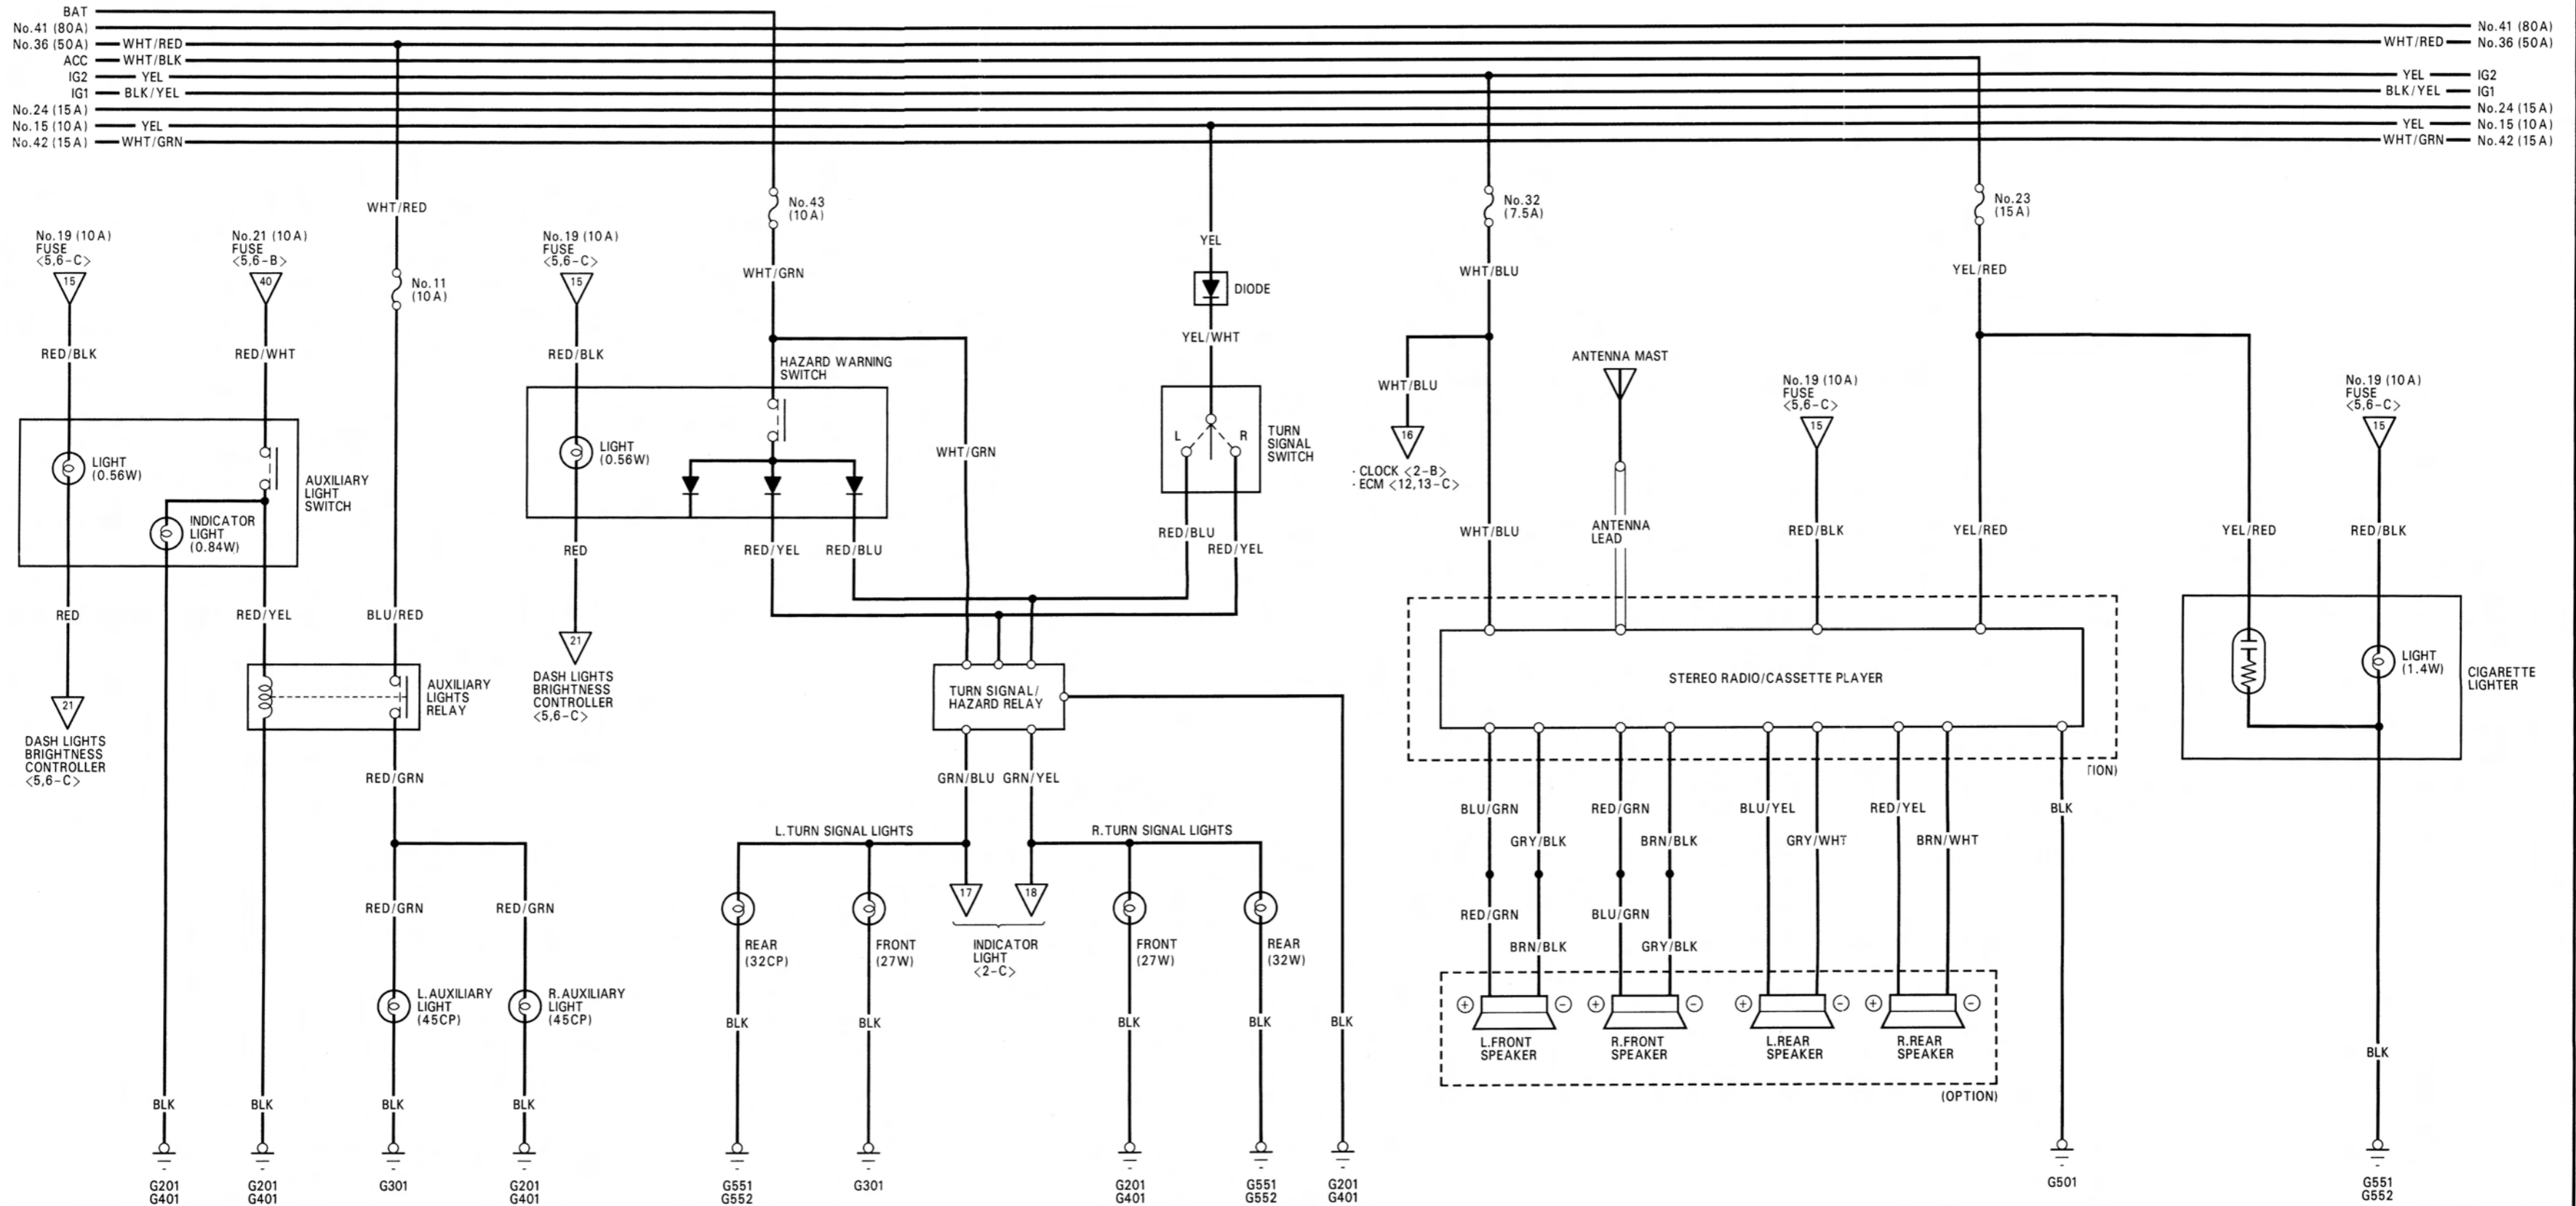 BAT
No.41 (80A)
No.36 (50A) WHT/RED
ACC WHT/BLK
IG2 YEL
IG1 BLK/YEL
No.24 (15A)
No.15 (10A) YEL
No.42 (15A) WHT/GRN
No.41 (80A)
WHT/RED No.36 (50A)
YEL IG2
BLK/YEL IG1
No.24 (15A)
YEL No.15 (10A)
WHT/GRN No.42 (15A)
No.19 (10A)
FUSE
<5,6-C>
15
RED/BLK
LIGHT
(0.56W)
RED
21
DASH LIGHTS
BRIGHTNESS
CONTROLLER
<5,6-C>
No.21 (10A)
FUSE
<5,6-B>
40
RED/WHT
AUXILIARY
LIGHT
SWITCH
INDICATOR
LIGHT
(0.84W)
RED/YEL
BLK
G201
G401
BLK
G201
G401
WHT/RED
No.11
(10A)
BLU/RED
AUXILIARY
LIGHTS
RELAY
RED/GRN
RED/GRN
RED/GRN
L.AUXILIARY
LIGHT
(45CP)
R.AUXILIARY
LIGHT
(45CP)
BLK
BLK
G301
G201
G401
No.19 (10A)
FUSE
<5,6-C>
15
RED/BLK
LIGHT
(0.56W)
RED
21
DASH LIGHTS
BRIGHTNESS
CONTROLLER
<5,6-C>
No.43
(10A)
WHT/GRN
HAZARD WARNING
SWITCH
WHT/GRN
RED/YEL
RED/BLU
YEL
DIODE
YEL/WHT
L
R
TURN
SIGNAL
SWITCH
RED/BLU
RED/YEL
TURN SIGNAL/
HAZARD RELAY
GRN/BLU
GRN/YEL
L.TURN SIGNAL LIGHTS
R.TURN SIGNAL LIGHTS
17
18
REAR
(32CP)
FRONT
(27W)
INDICATOR
LIGHT
<2-C>
FRONT
(27W)
REAR
(32W)
BLK
BLK
BLK
BLK
BLK
G551
G552
G301
G201
G401
G551
G552
G201
G401
No.32
(7.5A)
WHT/BLU
WHT/BLU
16
· CLOCK <2-B>
· ECM <12,13-C>
WHT/BLU
ANTENNA MAST
ANTENNA
LEAD
No.19 (10A)
FUSE
<5,6-C>
15
RED/BLK
No.23
(15A)
YEL/RED
YEL/RED
YEL/RED
No.19 (10A)
FUSE
<5,6-C>
15
RED/BLK
STEREO RADIO/CASSETTE PLAYER
TION)
LIGHT
(1.4W)
CIGARETTE
LIGHTER
BLU/GRN
GRY/BLK
RED/GRN
BRN/BLK
BLU/YEL
GRY/WHT
RED/YEL
BRN/WHT
BLK
RED/GRN
BRN/BLK
BLU/GRN
GRY/BLK
+ −
+ −
+ −
+ −
L.FRONT
SPEAKER
R.FRONT
SPEAKER
L.REAR
SPEAKER
R.REAR
SPEAKER
(OPTION)
BLK
G501
G551
G552